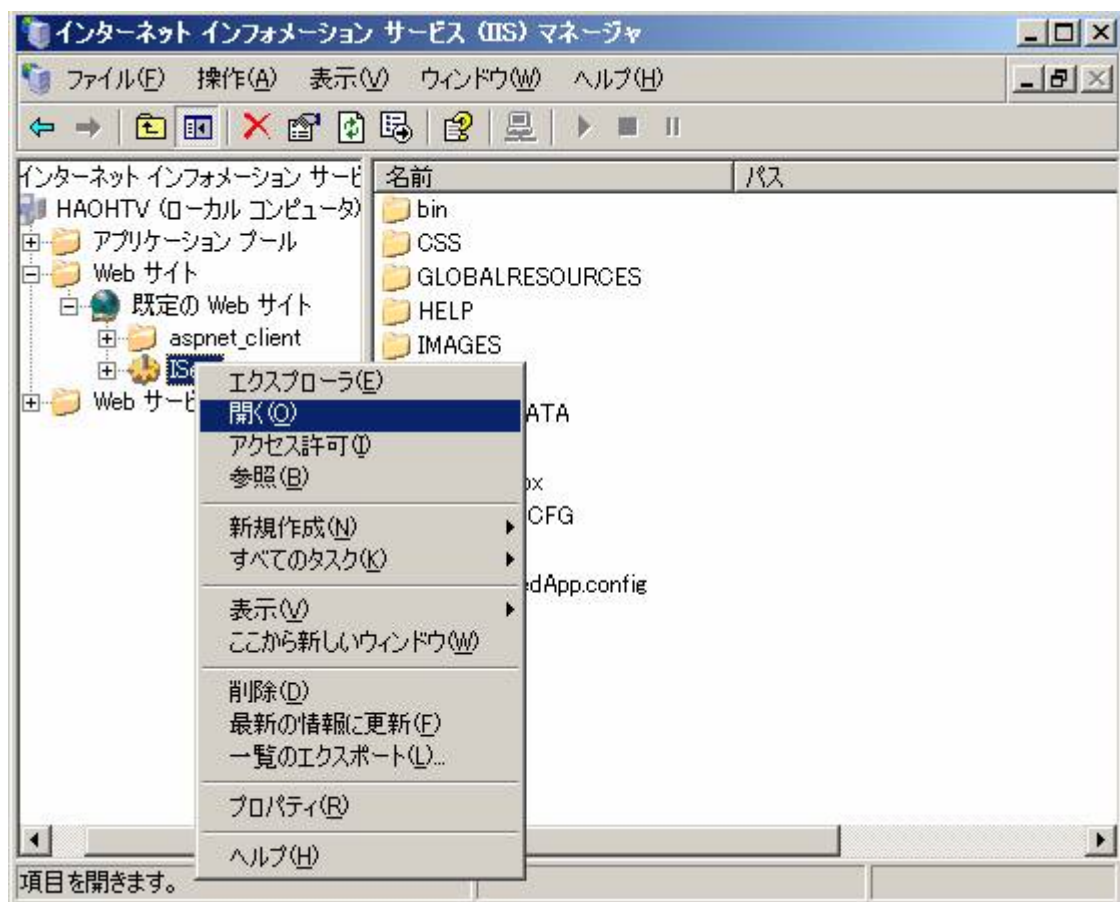 インターネット インフォメーション サービス (IIS) マネージャ
ファイル(F) 操作(A) 表示(V) ウィンドウ(W) ヘルプ(H)
インターネット インフォメーション サービ
HAOHTV (ローカル コンピュータ)
アプリケーション プール
Web サイト
既定の Web サイト
aspnet_client
ISe
Web サービ
名前 パス
bin
CSS
GLOBALRESOURCES
HELP
IMAGES
ATA
CFG
edApp.config
エクスプローラ(E)
開く(O)
アクセス許可(I)
参照(B)
新規作成(N)
すべてのタスク(K)
表示(V)
ここから新しいウィンドウ(W)
削除(D)
最新の情報に更新(F)
一覧のエクスポート(L)...
プロパティ(R)
ヘルプ(H)
項目を開きます。